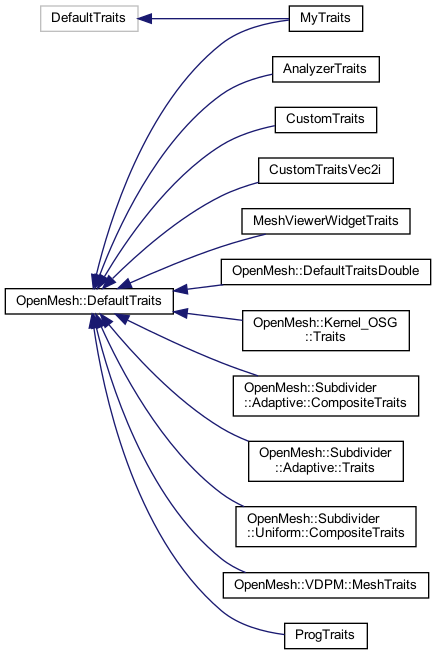 DefaultTraits
MyTraits
AnalyzerTraits
CustomTraits
CustomTraitsVec2i
MeshViewerWidgetTraits
OpenMesh::DefaultTraitsDouble
OpenMesh::DefaultTraits
OpenMesh::Kernel_OSG
::Traits
OpenMesh::Subdivider
::Adaptive::CompositeTraits
OpenMesh::Subdivider
::Adaptive::Traits
OpenMesh::Subdivider
::Uniform::CompositeTraits
OpenMesh::VDPM::MeshTraits
ProgTraits